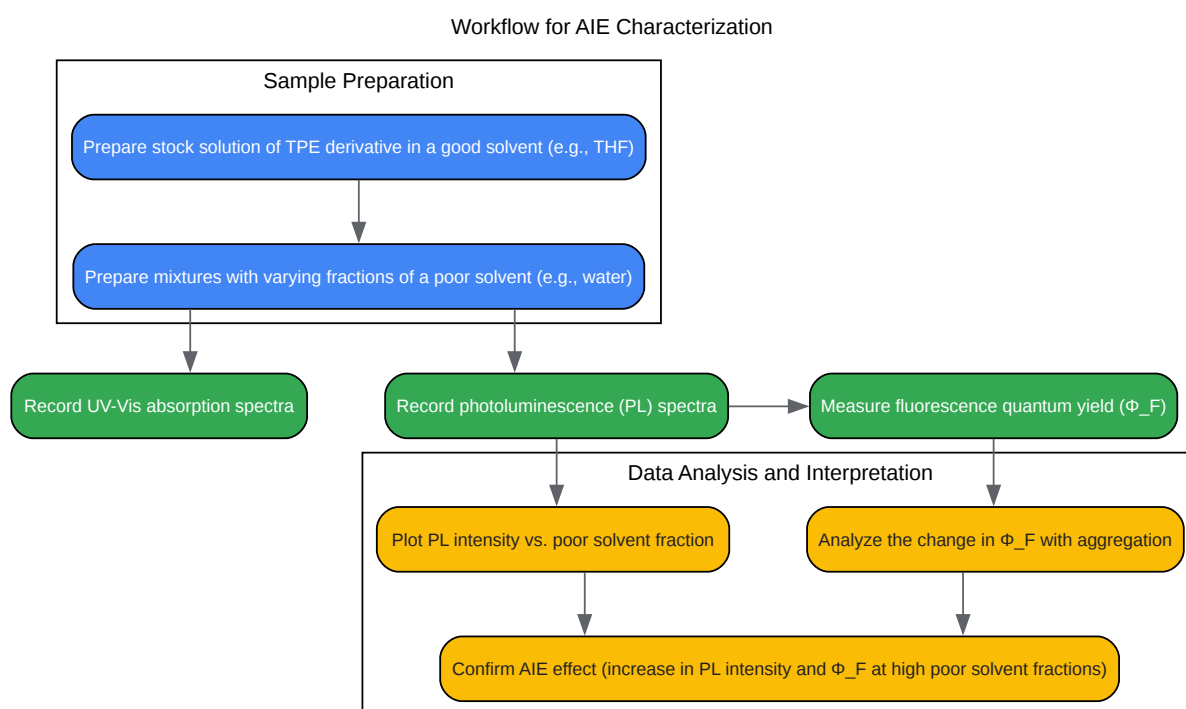 Workflow for AIE Characterization
Sample Preparation
Prepare stock solution of TPE derivative in a good solvent (e.g., THF)
Prepare mixtures with varying fractions of a poor solvent (e.g., water)
Record UV-Vis absorption spectra
Record photoluminescence (PL) spectra
Measure fluorescence quantum yield (Φ_F)
Data Analysis and Interpretation
Plot PL intensity vs. poor solvent fraction
Analyze the change in Φ_F with aggregation
Confirm AIE effect (increase in PL intensity and Φ_F at high poor solvent fractions)